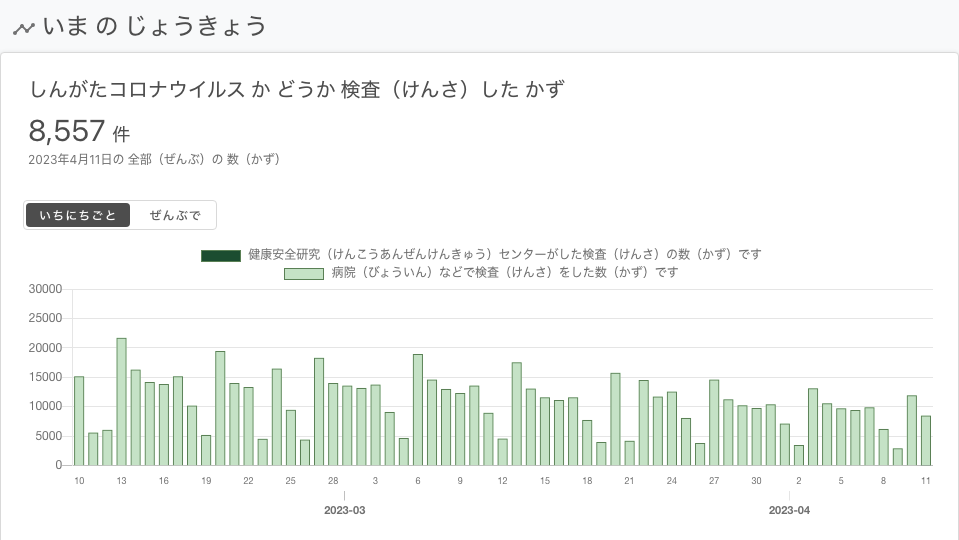 いま の じょうきょう
しんがたコロナウイルス か どうか 検査（けんさ）した かず
8,557 件
2023年4月11日の 全部（ぜんぶ）の 数（かず）
いちにちごと ぜんぶで
健康安全研究（けんこうあんぜんけんきゅう）センターがした検査（けんさ）の数（かず）です
病院（びょういん）などで検査（けんさ）をした数（かず）です
30000
25000
20000
15000
10000
5000
0
10 13 16 19 22 25 28 3 6 9 12 15 18 21 24 27 30 2 5 8 11
2023-03 2023-04